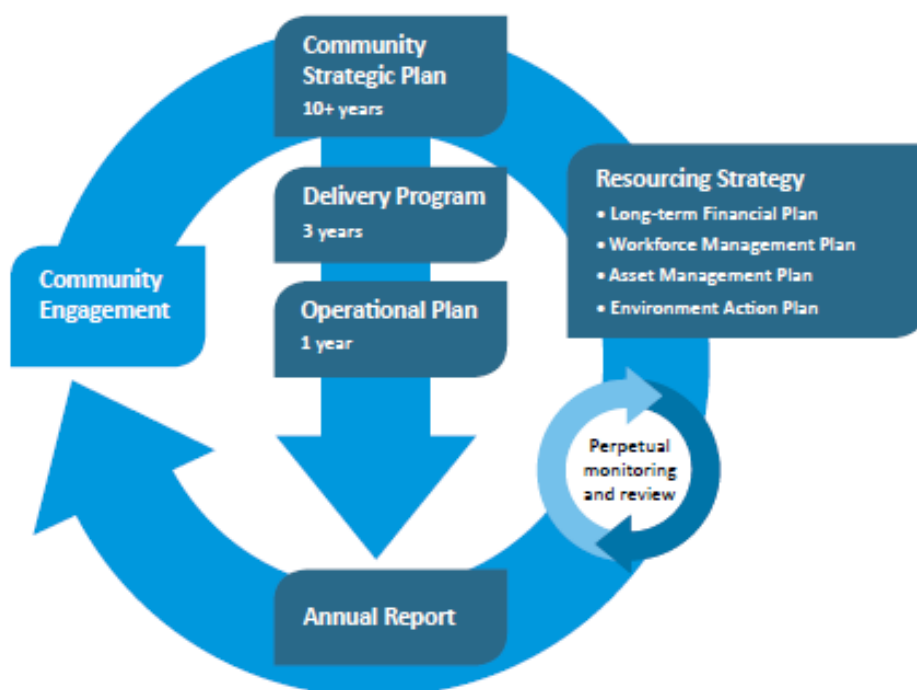 Community
Strategic Plan
10+ years
Delivery Program
3 years
Operational Plan
1 year
Resourcing Strategy
• Long-term Financial Plan
• Workforce Management Plan
• Asset Management Plan
• Environment Action Plan
Community
Engagement
Perpetual
monitoring
and review
Annual Report